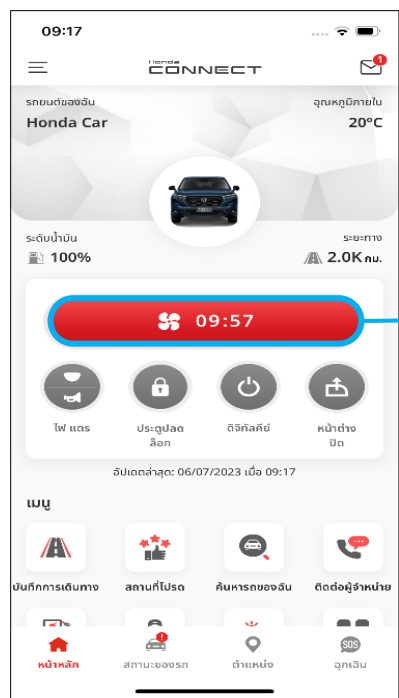 09:17
Honda
CONNECT
1
รถยนต์ของฉัน
อุณหภูมิภายใน
Honda Car
20°C
ระดับน้ำมัน
ระยะทาง
100%
2.0K กม.
09:57
ไฟ แตร
ประตูปลด
ล็อก
ดิจิทัลคีย์
หน้าต่าง
ปิด
อัปเดตล่าสุด: 06/07/2023 เมื่อ 09:17
เมนู
บันทึกการเดินทาง
สถานที่โปรด
ค้นหารถของฉัน
ติดต่อผู้จำหน่าย
หน้าหลัก
สถานะของรถ
ตำแหน่ง
SOS
ฉุกเฉิน